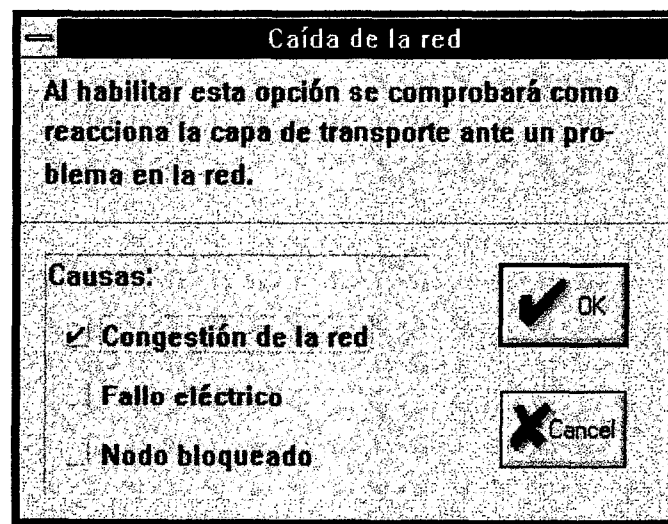 Caída de la red
Al habilitar esta opción se comprobará como
reacciona la capa de transporte ante un pro-
blema en la red.
Causas:
Congestión de la red
Fallo eléctrico
Nodo bloqueado
OK
Cancel